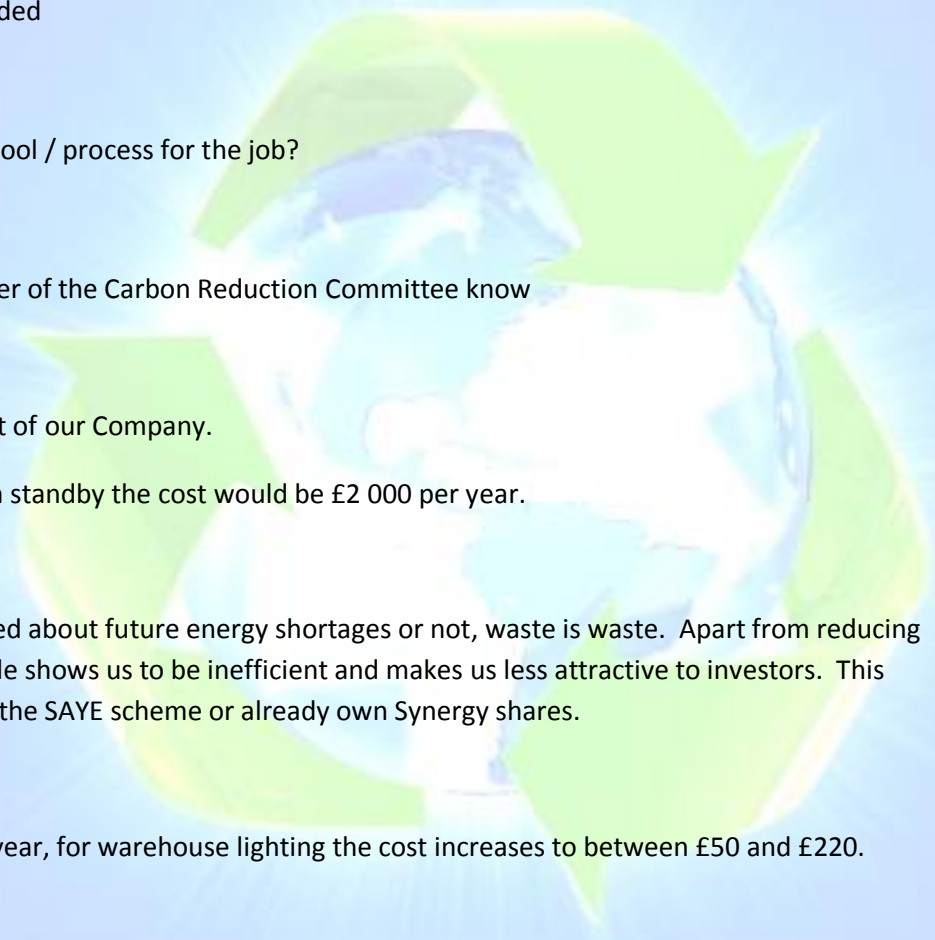 ded
ool / process for the job?
er of the Carbon Reduction Committee know
t of our Company.
standby the cost would be £2 000 per year.
ed about future energy shortages or not, waste is waste.  Apart from reducing
le shows us to be inefficient and makes us less attractive to investors.  This
the SAYE scheme or already own Synergy shares.
year, for warehouse lighting the cost increases to between £50 and £220.